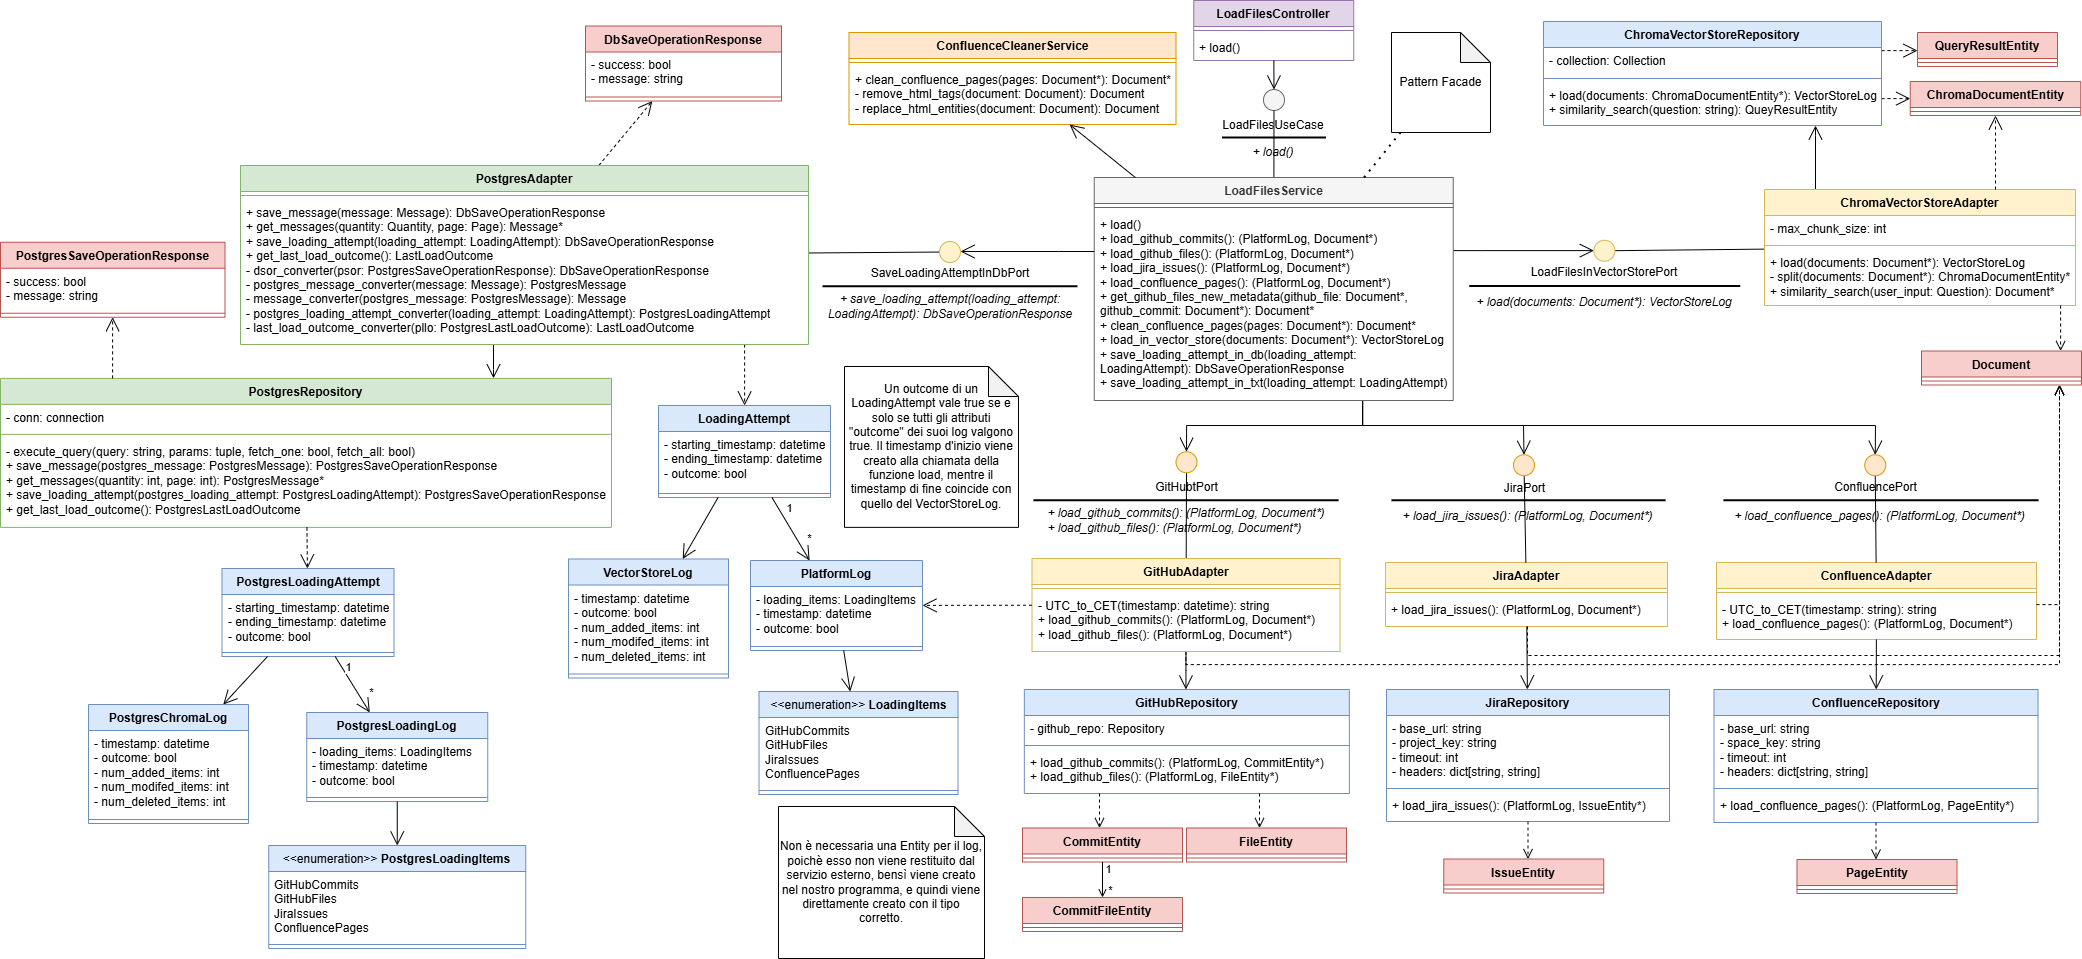 LoadFilesController
+ load()
DbSaveOperationResponse
- success: bool
- message: string
ConfluenceCleanerService
+ clean_confluence_pages(pages: Document*): Document*
- remove_html_tags(document: Document): Document
- replace_html_entities(document: Document): Document
Pattern Facade
ChromaVectorStoreRepository
- collection: Collection
+ load(documents: ChromaDocumentEntity*): VectorStoreLog
+ similarity_search(question: string): QueyResultEntity
QueryResultEntity
ChromaDocumentEntity
LoadFilesUseCase
+ load()
PostgresAdapter
+ save_message(message: Message): DbSaveOperationResponse
+ get_messages(quantity: Quantity, page: Page): Message*
+ save_loading_attempt(loading_attempt: LoadingAttempt): DbSaveOperationResponse
+ get_last_load_outcome(): LastLoadOutcome
- dsor_converter(psor: PostgresSaveOperationResponse): DbSaveOperationResponse
- postgres_message_converter(message: Message): PostgresMessage
- message_converter(postgres_message: PostgresMessage): Message
- postgres_loading_attempt_converter(loading_attempt: LoadingAttempt): PostgresLoadingAttempt
- last_load_outcome_converter(pllo: PostgresLastLoadOutcome): LastLoadOutcome
PostgresSaveOperationResponse
- success: bool
- message: string
SaveLoadingAttemptInDbPort
+ save_loading_attempt(loading_attempt:
LoadingAttempt): DbSaveOperationResponse
LoadFilesService
+ load()
+ load_github_commits(): (PlatformLog, Document*)
+ load_github_files(): (PlatformLog, Document*)
+ load_jira_issues(): (PlatformLog, Document*)
+ load_confluence_pages(): (PlatformLog, Document*)
+ get_github_files_new_metadata(github_file: Document*,
github_commit: Document*): Document*
+ clean_confluence_pages(pages: Document*): Document*
+ load_in_vector_store(documents: Document*): VectorStoreLog
+ save_loading_attempt_in_db(loading_attempt:
LoadingAttempt): DbSaveOperationResponse
+ save_loading_attempt_in_txt(loading_attempt: LoadingAttempt)
LoadFilesInVectorStorePort
+ load(documents: Document*): VectorStoreLog
ChromaVectorStoreAdapter
- max_chunk_size: int
+ load(documents: Document*): VectorStoreLog
- split(documents: Document*): ChromaDocumentEntity*
+ similarity_search(user_input: Question): Document*
Document
PostgresRepository
- conn: connection
- execute_query(query: string, params: tuple, fetch_one: bool, fetch_all: bool)
+ save_message(postgres_message: PostgresMessage): PostgresSaveOperationResponse
+ get_messages(quantity: int, page: int): PostgresMessage*
+ save_loading_attempt(postgres_loading_attempt: PostgresLoadingAttempt): PostgresSaveOperationResponse
+ get_last_load_outcome(): PostgresLastLoadOutcome
LoadingAttempt
- starting_timestamp: datetime
- ending_timestamp: datetime
- outcome: bool
1
*
Un outcome di un
LoadingAttempt vale true se e
solo se tutti gli attributi
"outcome" dei suoi log valgono
true. Il timestamp d'inizio viene
creato alla chiamata della
funzione load, mentre il
timestamp di fine coincide con
quello del VectorStoreLog.
GitHubtPort
+ load_github_commits(): (PlatformLog, Document*)
+ load_github_files(): (PlatformLog, Document*)
JiraPort
+ load_jira_issues(): (PlatformLog, Document*)
ConfluencePort
+ load_confluence_pages(): (PlatformLog, Document*)
PostgresLoadingAttempt
- starting_timestamp: datetime
- ending_timestamp: datetime
- outcome: bool
1
*
VectorStoreLog
- timestamp: datetime
- outcome: bool
- num_added_items: int
- num_modifed_items: int
- num_deleted_items: int
PlatformLog
- loading_items: LoadingItems
- timestamp: datetime
- outcome: bool
GitHubAdapter
- UTC_to_CET(timestamp: datetime): string
+ load_github_commits(): (PlatformLog, Document*)
+ load_github_files(): (PlatformLog, Document*)
JiraAdapter
+ load_jira_issues(): (PlatformLog, Document*)
ConfluenceAdapter
- UTC_to_CET(timestamp: string): string
+ load_confluence_pages(): (PlatformLog, Document*)
PostgresChromaLog
- timestamp: datetime
- outcome: bool
- num_added_items: int
- num_modifed_items: int
- num_deleted_items: int
PostgresLoadingLog
- loading_items: LoadingItems
- timestamp: datetime
- outcome: bool
<<enumeration>> LoadingItems
GitHubCommits
GitHubFiles
JiraIssues
ConfluencePages
GitHubRepository
- github_repo: Repository
+ load_github_commits(): (PlatformLog, CommitEntity*)
+ load_github_files(): (PlatformLog, FileEntity*)
JiraRepository
- base_url: string
- project_key: string
- timeout: int
- headers: dict[string, string]
+ load_jira_issues(): (PlatformLog, IssueEntity*)
ConfluenceRepository
- base_url: string
- space_key: string
- timeout: int
- headers: dict[string, string]
+ load_confluence_pages(): (PlatformLog, PageEntity*)
<<enumeration>> PostgresLoadingItems
GitHubCommits
GitHubFiles
JiraIssues
ConfluencePages
Non è necessaria una Entity per il log,
poichè esso non viene restituito dal
servizio esterno, bensì viene creato
nel nostro programma, e quindi viene
direttamente creato con il tipo
corretto.
CommitEntity
1
*
FileEntity
CommitFileEntity
IssueEntity
PageEntity